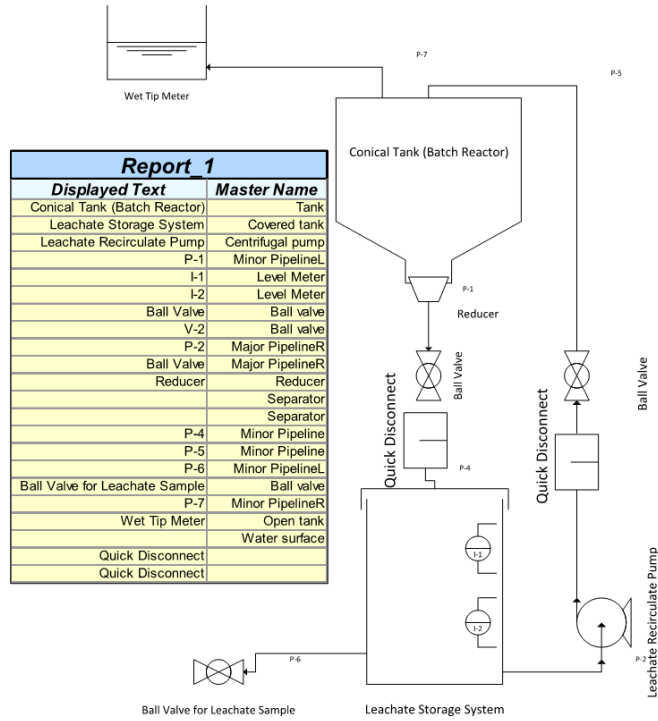 P-7
P-5
Wet Tip Meter
Conical Tank (Batch Reactor)
Report_1
Displayed Text Master Name
Conical Tank (Batch Reactor) Tank
Leachate Storage System Covered tank
Leachate Recirculate Pump Centrifugal pump
P-1 Minor PipelineL
I-1 Level Meter
I-2 Level Meter
Ball Valve Ball valve
V-2 Ball valve
P-2 Major PipelineR
Ball Valve Major PipelineR
Reducer Reducer
Separator
Separator
P-4 Minor Pipeline
P-5 Minor Pipeline
P-6 Minor PipelineL
Ball Valve for Leachate Sample Ball valve
P-7 Minor PipelineR
Wet Tip Meter Open tank
Water surface
Quick Disconnect
Quick Disconnect
P-1
Reducer
Ball Valve
Ball Valve
Quick Disconnect
Quick Disconnect
P-4
I-1
I-2
Leachate Recirculate Pump
P-2
P-6
Ball Valve for Leachate Sample
Leachate Storage System